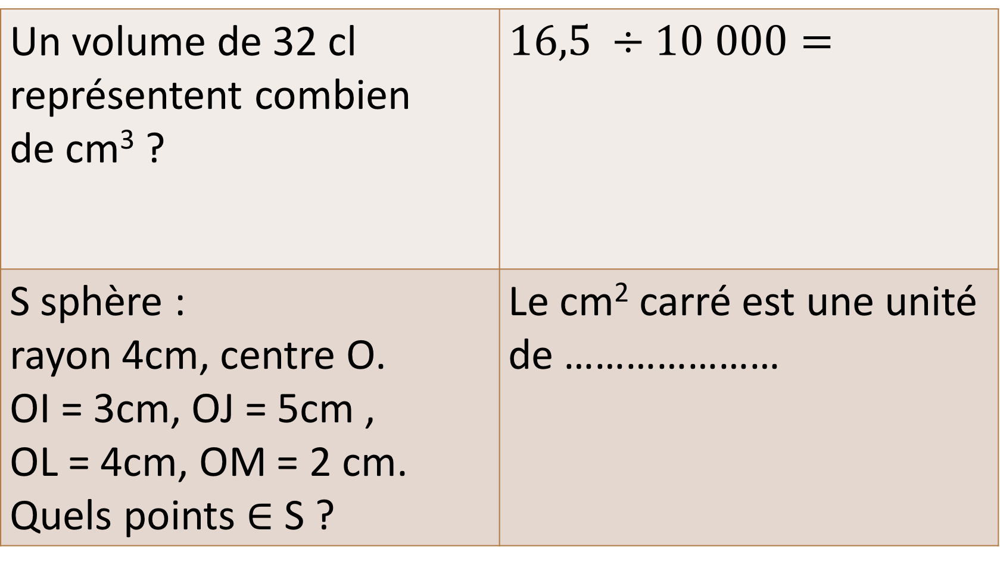 Un volume de 32 cl
représentent combien
de cm³ ?
16,5 ÷ 10 000 =
S sphère :
rayon 4cm, centre O.
OI = 3cm, OJ = 5cm ,
OL = 4cm, OM = 2 cm.
Quels points ∈ S ?
Le cm² carré est une unité
de …………………